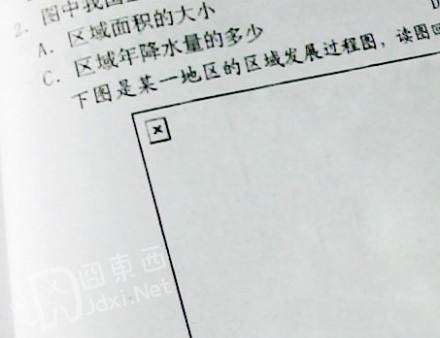 2. 图中我国
A. 区域面积的大小
C. 区域年降水量的多少
下图是某一地区的区域发展过程图，读图回
囧東西
Jdxi.Net